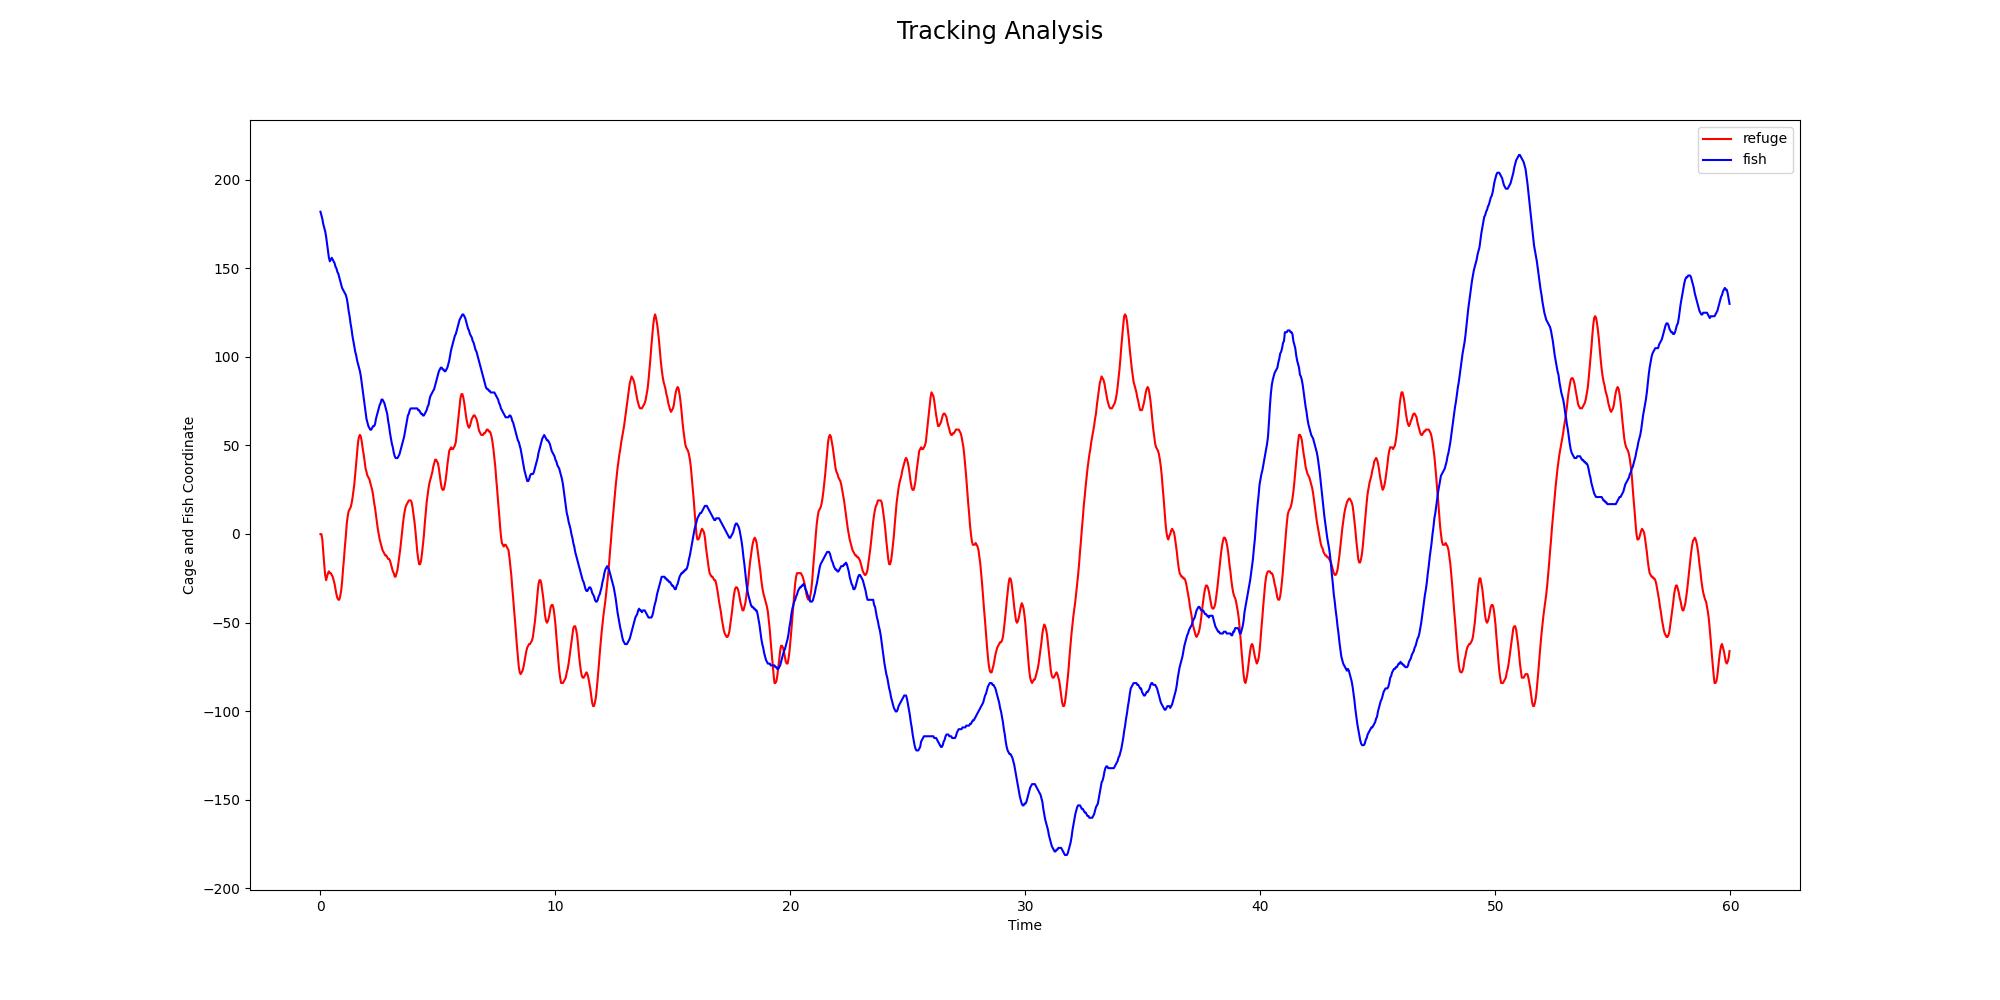 Tracking Analysis
refuge
fish
Cage and Fish Coordinate
200
150
100
50
0
−50
−100
−150
−200
0 10 20 30 40 50 60
Time